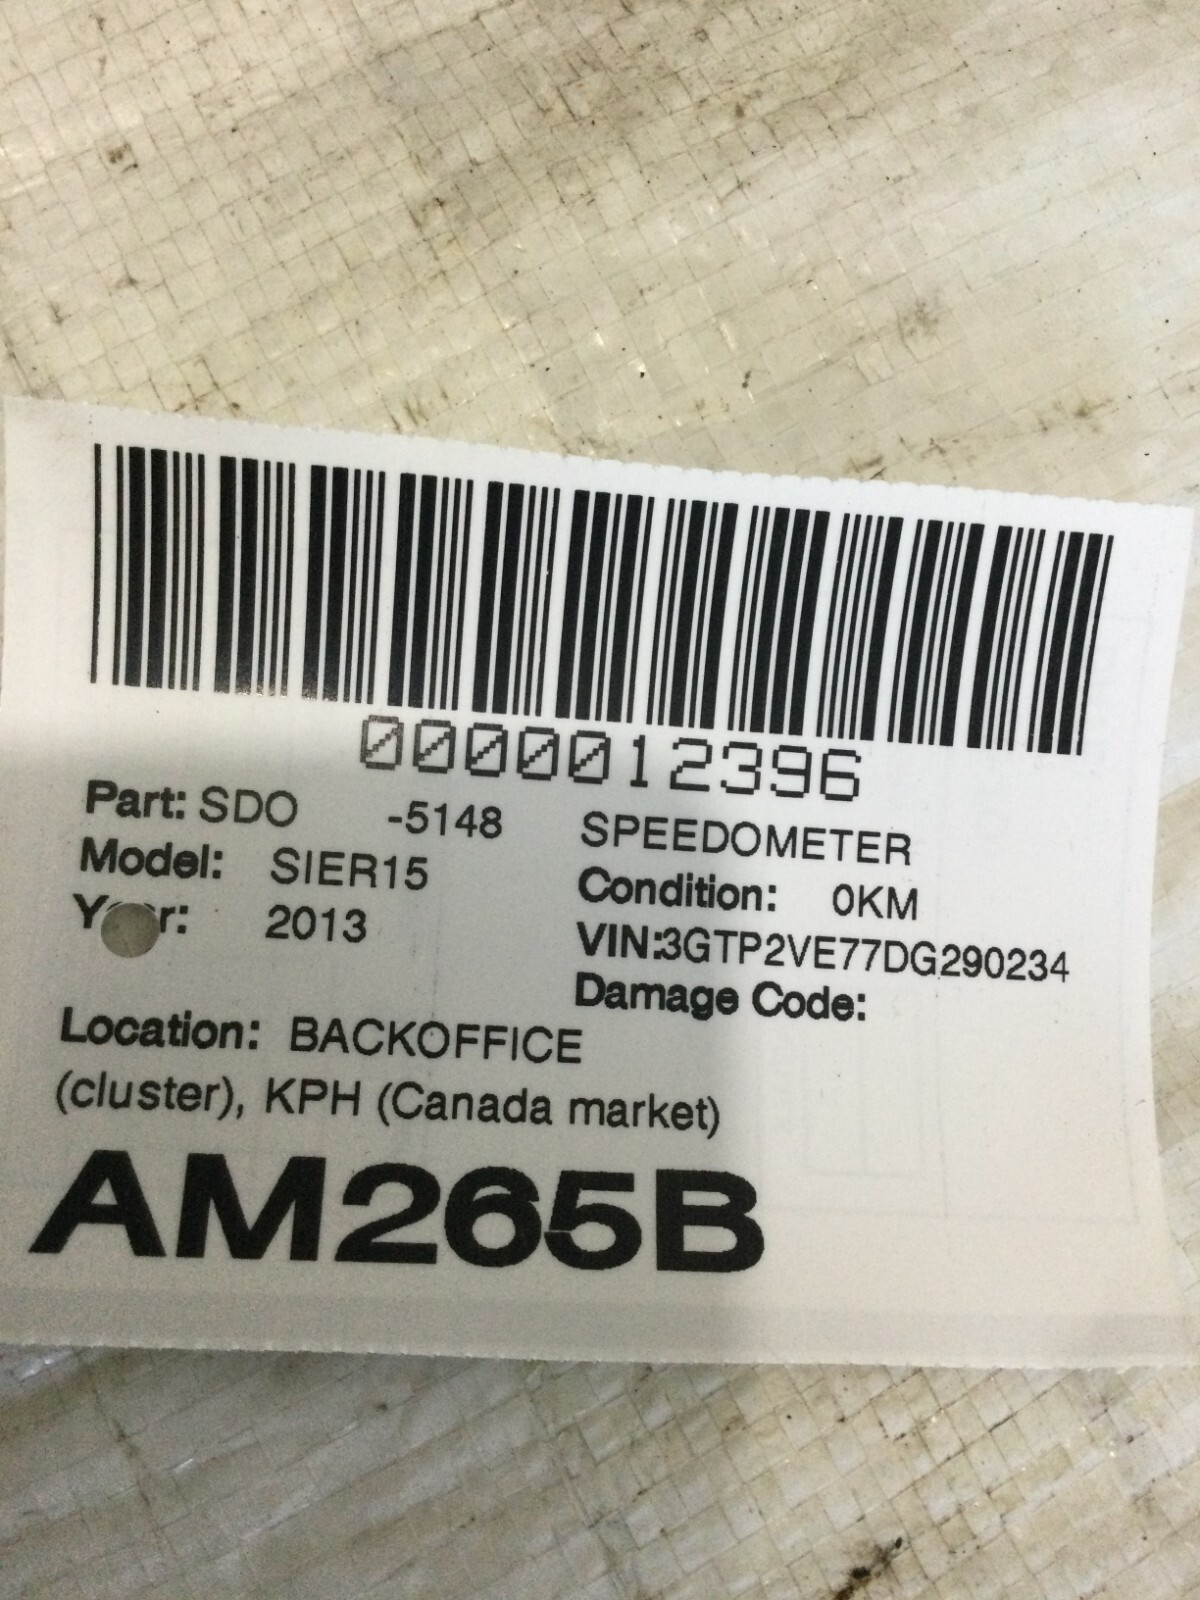 0000012396
Part: SDO -5148 SPEEDOMETER
Model: SIER15 Condition: 0KM
Y r: 2013 VIN:3GTP2VE77DG290234
Damage Code:
Location: BACKOFFICE
(cluster), KPH (Canada market)
AM265B